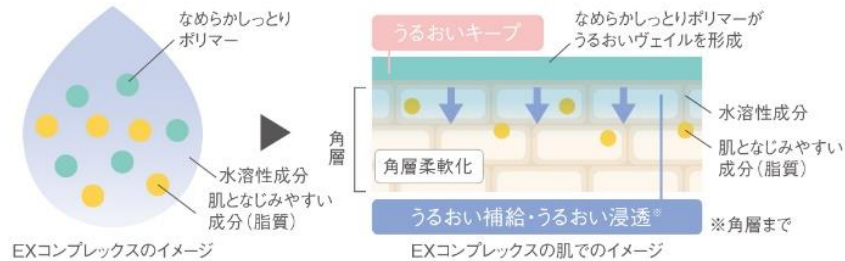 なめらかしっとり
ポリマー
水溶性成分
肌となじみやすい
成分(脂質)
EXコンプレックスのイメージ
うるおいキープ
なめらかしっとりポリマーが
うるおいヴェイルを形成
角層
角層柔軟化
水溶性成分
肌となじみやすい
成分(脂質)
うるおい補給・うるおい浸透※
※角層まで
EXコンプレックスの肌でのイメージ